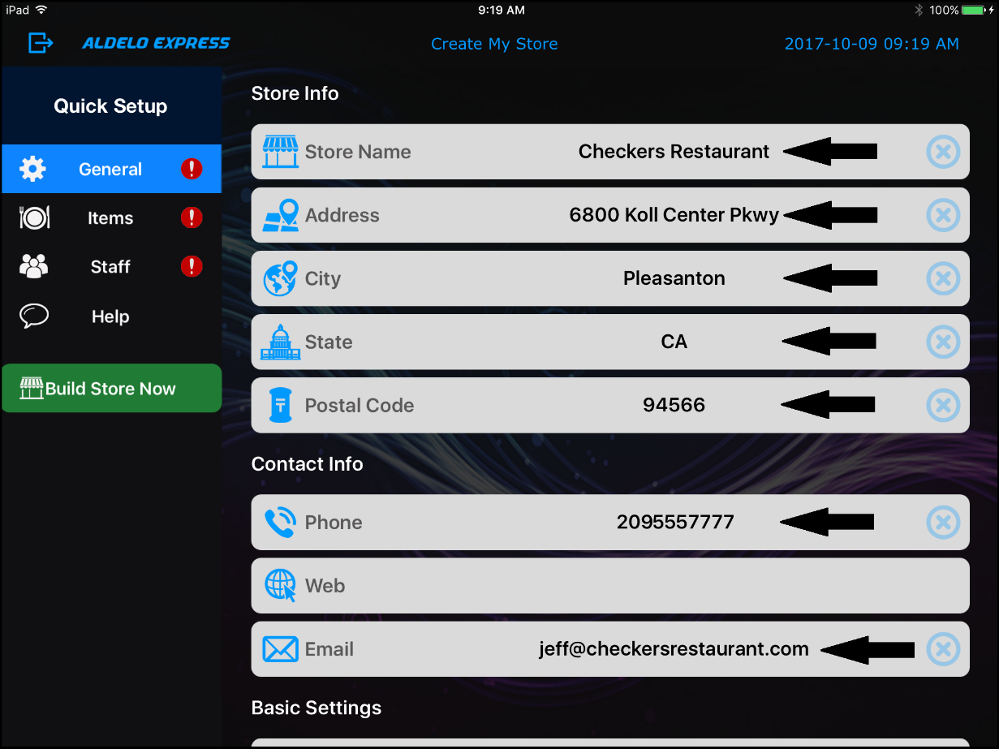 iPad 9:19 AM 100%
ALDELO EXPRESS Create My Store 2017-10-09 09:19 AM
Quick Setup
General
Items
Staff
Help
Build Store Now
Store Info
Store Name Checkers Restaurant
Address 6800 Koll Center Pkwy
City Pleasanton
State CA
Postal Code 94566
Contact Info
Phone 2095557777
Web
Email jeff@checkersrestaurant.com
Basic Settings